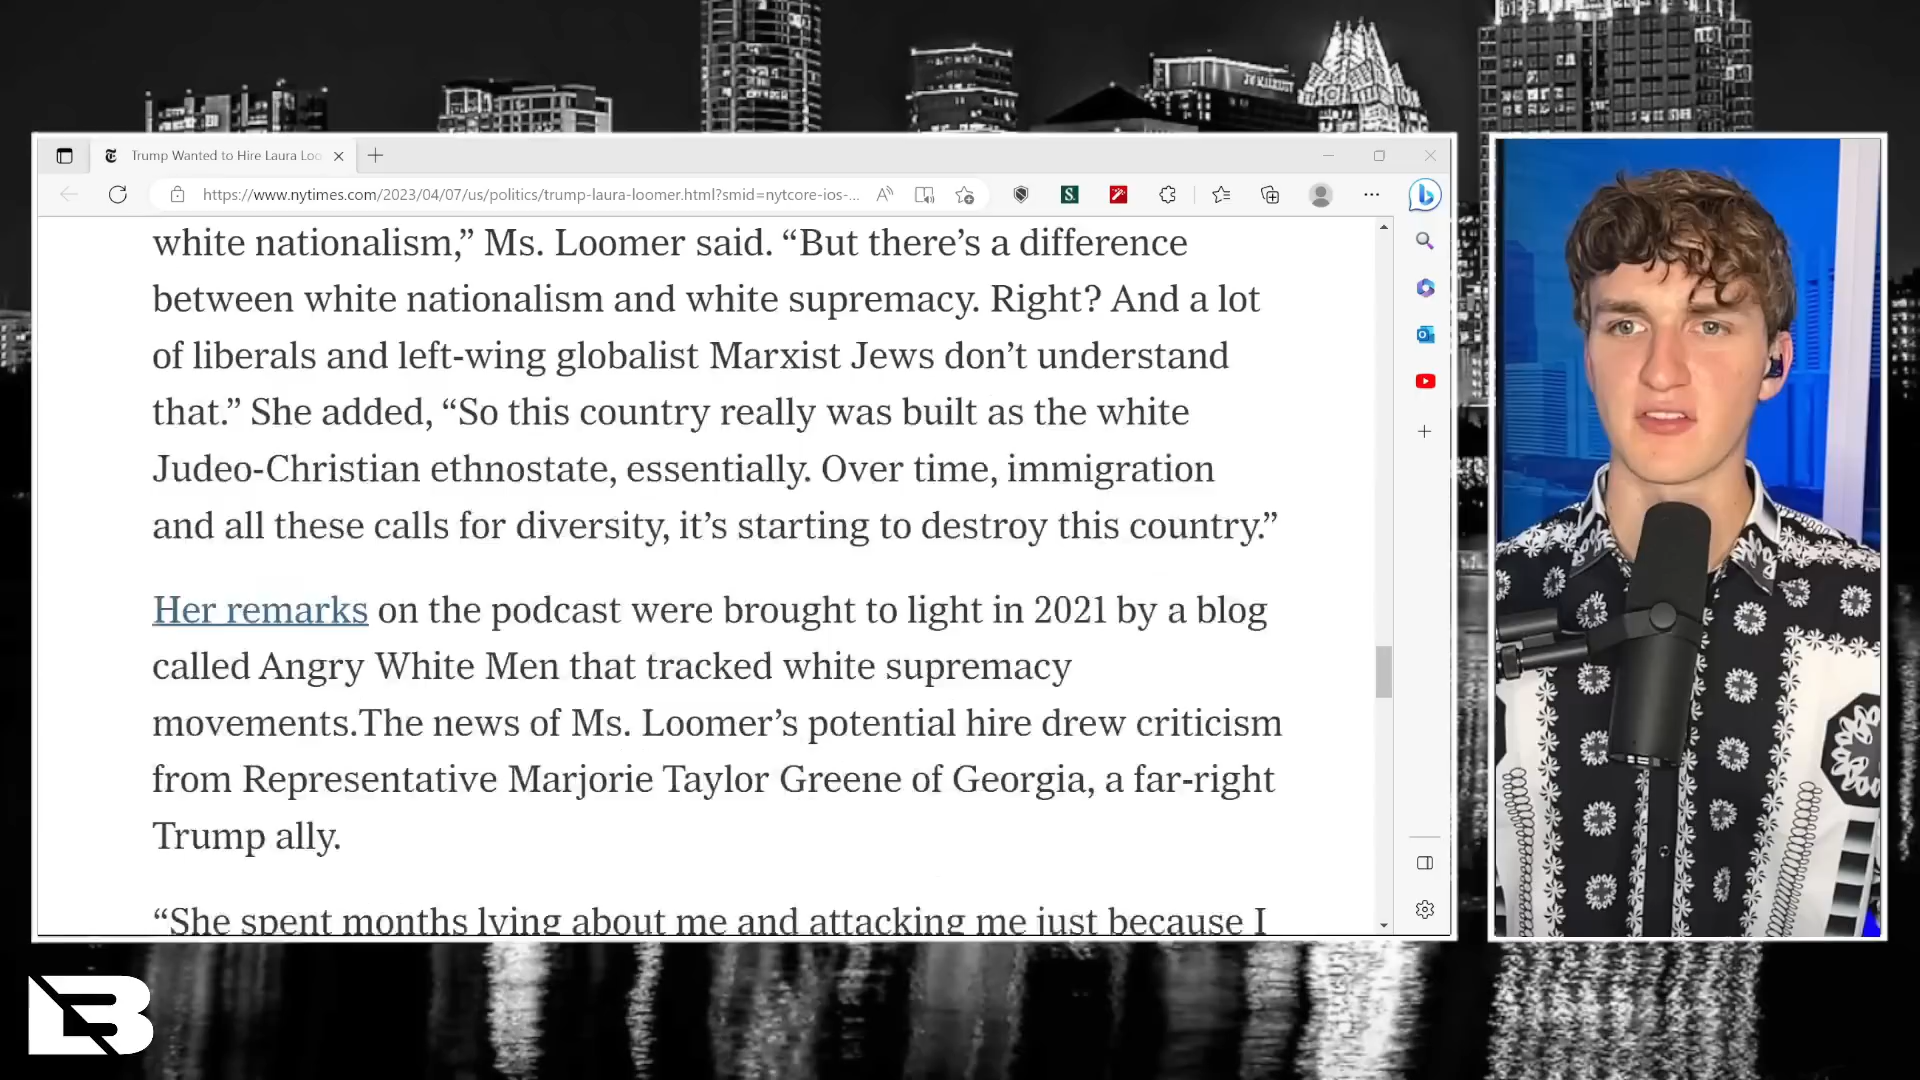 Trump Wanted to Hire Laura Loo
https://www.nytimes.com/2023/04/07/us/politics/trump-laura-loomer.html?smid=nytcore-ios-...
white nationalism,” Ms. Loomer said. “But there’s a difference
between white nationalism and white supremacy. Right? And a lot
of liberals and left-wing globalist Marxist Jews don’t understand
that.” She added, “So this country really was built as the white
Judeo-Christian ethnostate, essentially. Over time, immigration
and all these calls for diversity, it’s starting to destroy this country.”
Her remarks on the podcast were brought to light in 2021 by a blog
called Angry White Men that tracked white supremacy
movements.The news of Ms. Loomer’s potential hire drew criticism
from Representative Marjorie Taylor Greene of Georgia, a far-right
Trump ally.
“She spent months lying about me and attacking me just because I